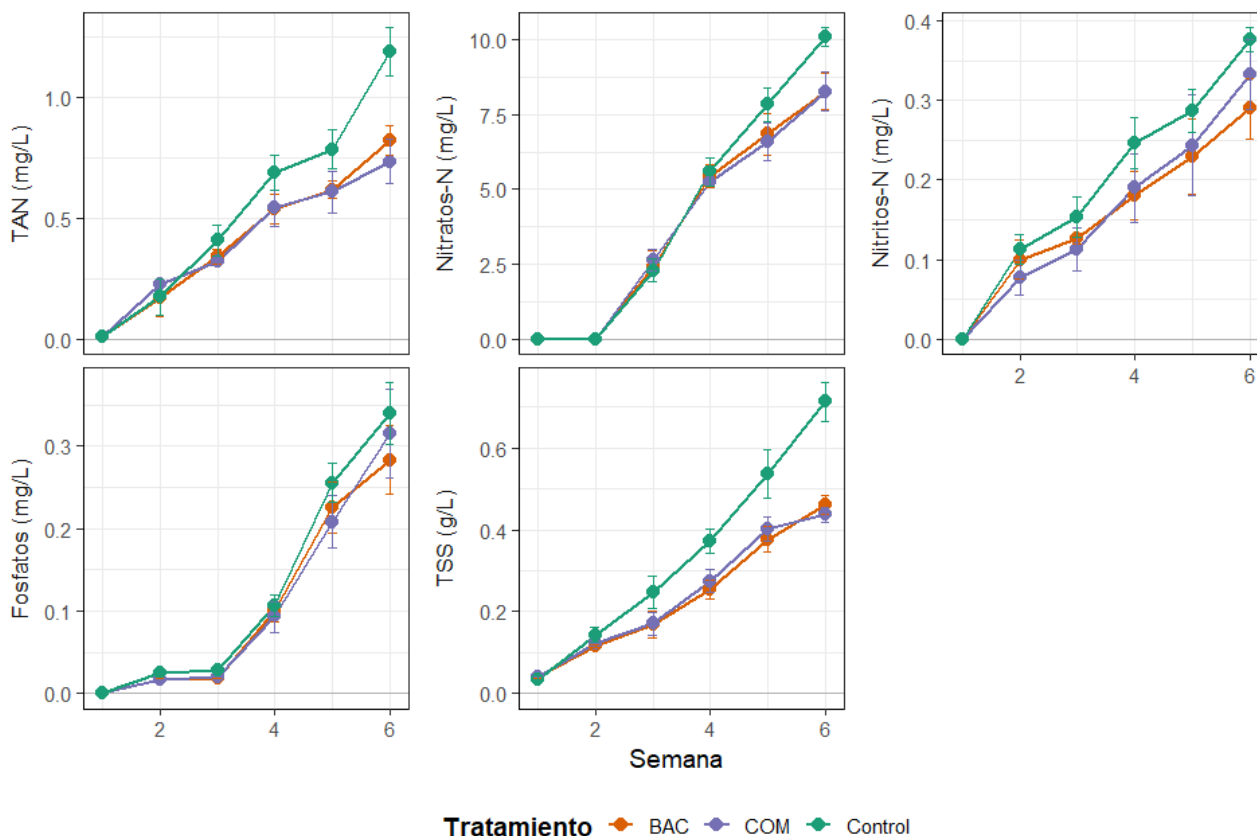 TAN (mg/L)
1.0
0.5
0.0
Nitratos-N (mg/L)
10.0
7.5
5.0
2.5
0.0
Nitritos-N (mg/L)
0.4
0.3
0.2
0.1
0.0
2 4 6
Fosfatos (mg/L)
0.3
0.2
0.1
0.0
2 4 6
TSS (g/L)
0.6
0.4
0.2
0.0
2 4 6
Semana
Tratamiento BAC COM Control